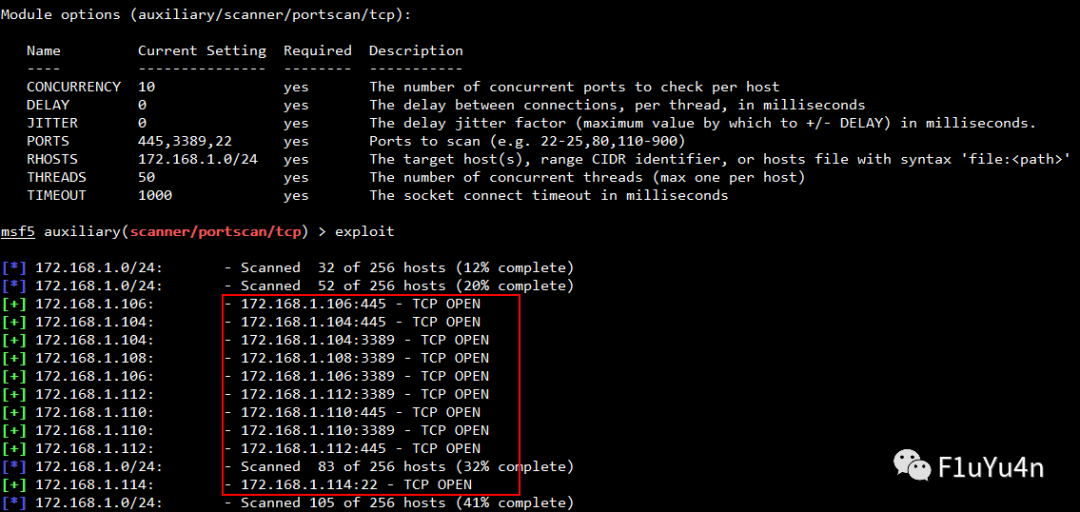 Module options (auxiliary/scanner/portscan/tcp):
Name Current Setting Required Description
---- --------------- -------- -----------
CONCURRENCY 10 yes The number of concurrent ports to check per host
DELAY 0 yes The delay between connections, per thread, in milliseconds
JITTER 0 yes The delay jitter factor (maximum value by which to +/- DELAY) in milliseconds.
PORTS 445,3389,22 yes Ports to scan (e.g. 22-25,80,110-900)
RHOSTS 172.168.1.0/24 yes The target host(s), range CIDR identifier, or hosts file with syntax 'file:<path>'
THREADS 50 yes The number of concurrent threads (max one per host)
TIMEOUT 1000 yes The socket connect timeout in milliseconds
msf5 auxiliary(scanner/portscan/tcp) > exploit
[*] 172.168.1.0/24: - Scanned 32 of 256 hosts (12% complete)
[*] 172.168.1.0/24: - Scanned 52 of 256 hosts (20% complete)
[+] 172.168.1.106: - 172.168.1.106:445 - TCP OPEN
[+] 172.168.1.104: - 172.168.1.104:445 - TCP OPEN
[+] 172.168.1.104: - 172.168.1.104:3389 - TCP OPEN
[+] 172.168.1.108: - 172.168.1.108:3389 - TCP OPEN
[+] 172.168.1.106: - 172.168.1.106:3389 - TCP OPEN
[+] 172.168.1.112: - 172.168.1.112:3389 - TCP OPEN
[+] 172.168.1.110: - 172.168.1.110:445 - TCP OPEN
[+] 172.168.1.110: - 172.168.1.110:3389 - TCP OPEN
[+] 172.168.1.112: - 172.168.1.112:445 - TCP OPEN
[*] 172.168.1.0/24: - Scanned 83 of 256 hosts (32% complete)
[+] 172.168.1.114: - 172.168.1.114:22 - TCP OPEN
[*] 172.168.1.0/24: - Scanned 105 of 256 hosts (41% complete)
F1uYu4n